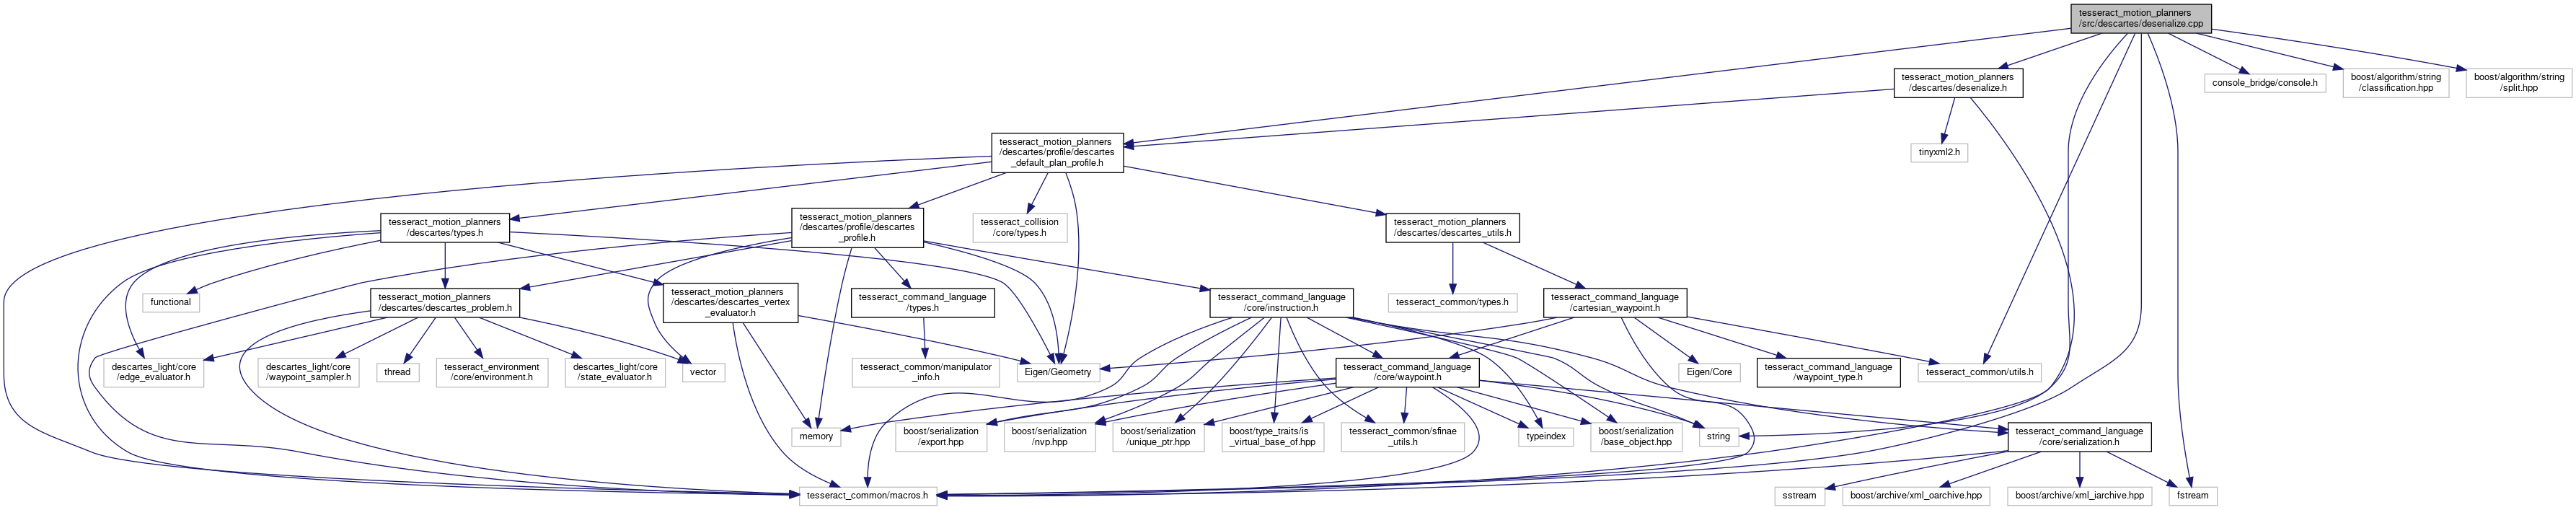 tesseract_motion_planners
/src/descartes/deserialize.cpp
tesseract_motion_planners
/descartes/deserialize.h
console_bridge/console.h
boost/algorithm/string
/classification.hpp
boost/algorithm/string
/split.hpp
tesseract_motion_planners
/descartes/profile/descartes
_default_plan_profile.h
tinyxml2.h
tesseract_motion_planners
/descartes/types.h
tesseract_motion_planners
/descartes/profile/descartes
_profile.h
tesseract_collision
/core/types.h
tesseract_motion_planners
/descartes/descartes_utils.h
functional
tesseract_motion_planners
/descartes/descartes_problem.h
tesseract_motion_planners
/descartes/descartes_vertex
_evaluator.h
tesseract_command_language
/types.h
tesseract_command_language
/core/instruction.h
tesseract_common/types.h
tesseract_command_language
/cartesian_waypoint.h
descartes_light/core
/edge_evaluator.h
descartes_light/core
/waypoint_sampler.h
thread
tesseract_environment
/core/environment.h
descartes_light/core
/state_evaluator.h
vector
tesseract_common/manipulator
_info.h
Eigen/Geometry
tesseract_command_language
/core/waypoint.h
Eigen/Core
tesseract_command_language
/waypoint_type.h
tesseract_common/utils.h
memory
boost/serialization
/export.hpp
boost/serialization
/nvp.hpp
boost/serialization
/unique_ptr.hpp
boost/type_traits/is
_virtual_base_of.hpp
tesseract_common/sfinae
_utils.h
typeindex
boost/serialization
/base_object.hpp
string
tesseract_command_language
/core/serialization.h
tesseract_common/macros.h
sstream
boost/archive/xml_oarchive.hpp
boost/archive/xml_iarchive.hpp
fstream